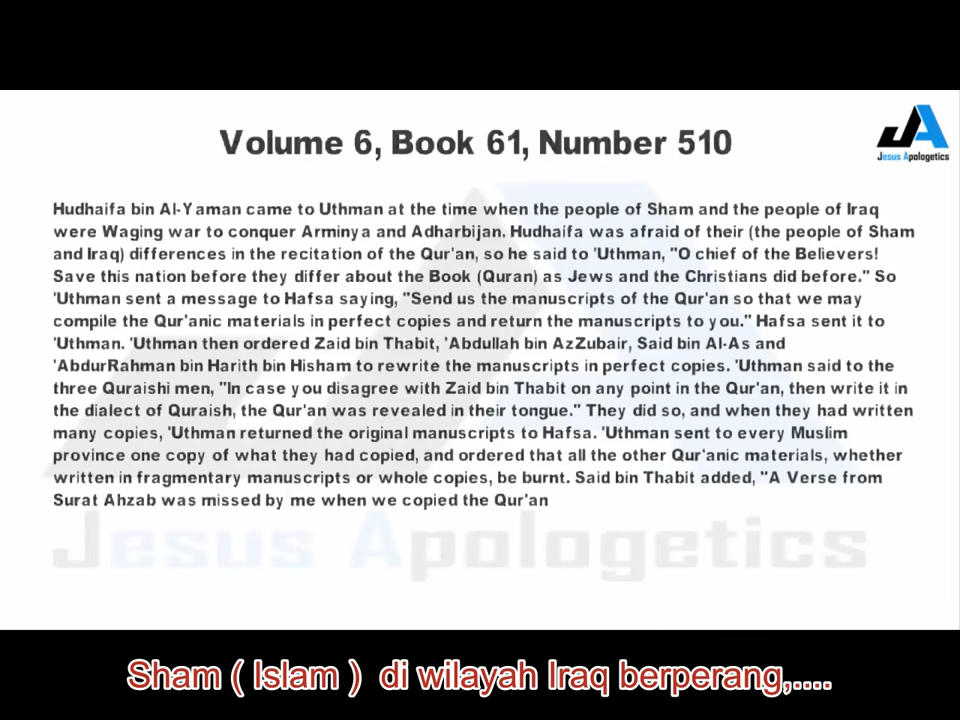 Volume 6, Book 61, Number 510
JA
Jesus Apologetics
Hudhaifa bin Al-Yaman came to Uthman at the time when the people of Sham and the people of Iraq
were Waging war to conquer Arminya and Adharbijan. Hudhaifa was afraid of their (the people of Sham
and Iraq) differences in the recitation of the Qur'an, so he said to 'Uthman, "O chief of the Believers!
Save this nation before they differ about the Book (Quran) as Jews and the Christians did before." So
'Uthman sent a message to Hafsa saying, "Send us the manuscripts of the Qur'an so that we may
compile the Qur'anic materials in perfect copies and return the manuscripts to you." Hafsa sent it to
'Uthman. 'Uthman then ordered Zaid bin Thabit, 'Abdullah bin AzZubair, Said bin Al-As and
'AbdurRahman bin Harith bin Hisham to rewrite the manuscripts in perfect copies. 'Uthman said to the
three Quraishi men, "In case you disagree with Zaid bin Thabit on any point in the Qur'an, then write it in
the dialect of Quraish, the Qur'an was revealed in their tongue." They did so, and when they had written
many copies, 'Uthman returned the original manuscripts to Hafsa. 'Uthman sent to every Muslim
province one copy of what they had copied, and ordered that all the other Qur'anic materials, whether
written in fragmentary manuscripts or whole copies, be burnt. Said bin Thabit added, "A Verse from
Surat Ahzab was missed by me when we copied the Qur'an
Jesus Apologetics
Sham ( Islam ) di wilayah Iraq berperang,....